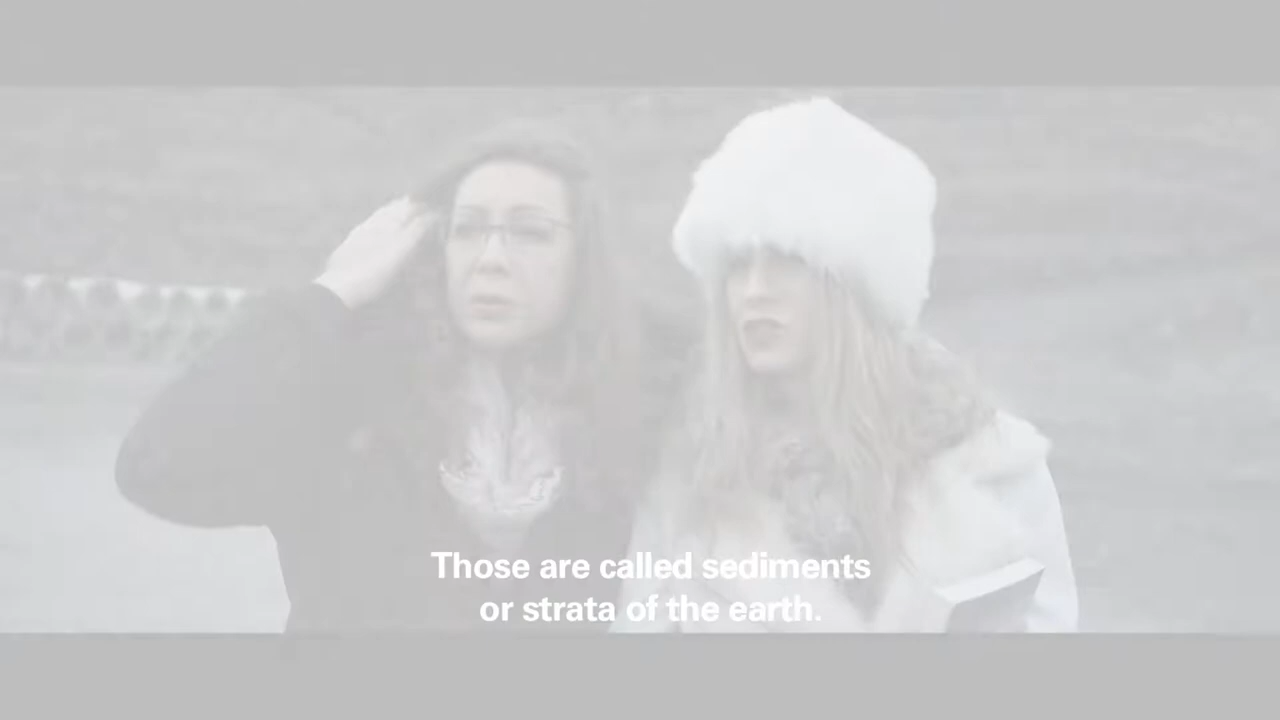 Those are called sediments
or strata of the earth.